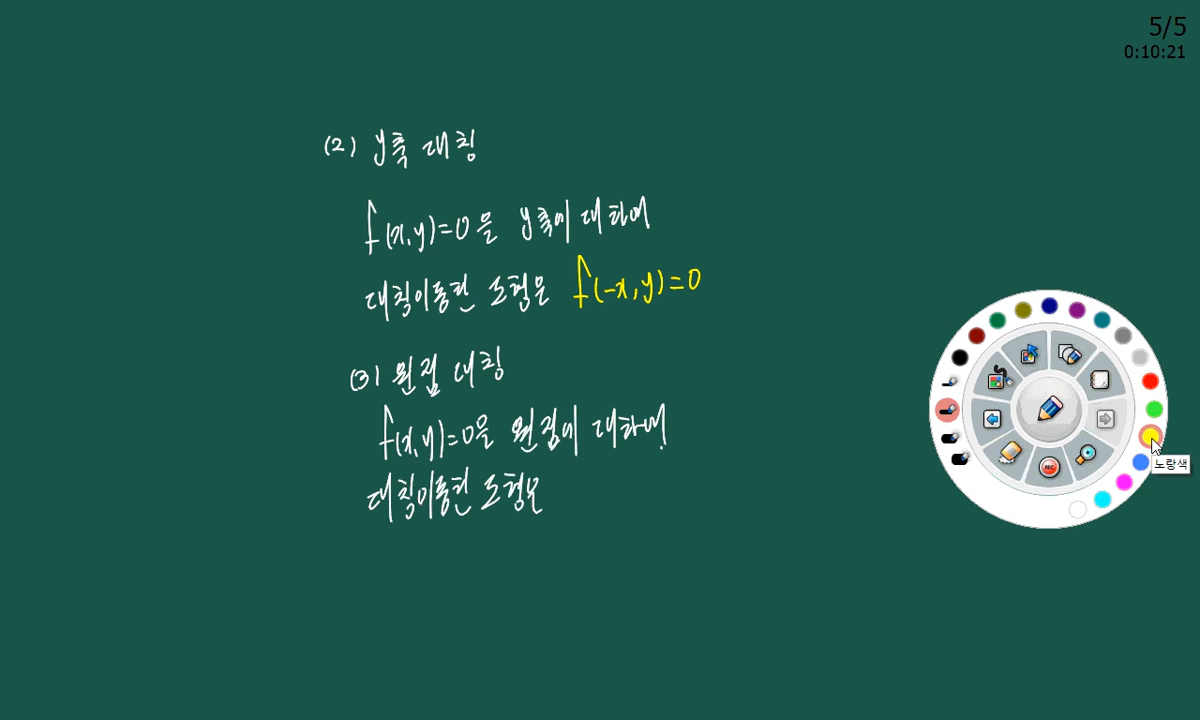 5/5
0:10:21
(2) y축 대칭
f(x,y)=0을 y축에 대하여
대칭이동한 도형은 f(-x,y)=0
(3) 원점 대칭
f(x,y)=0을 원점에 대하여
대칭이동한 도형은
REC
노랑색